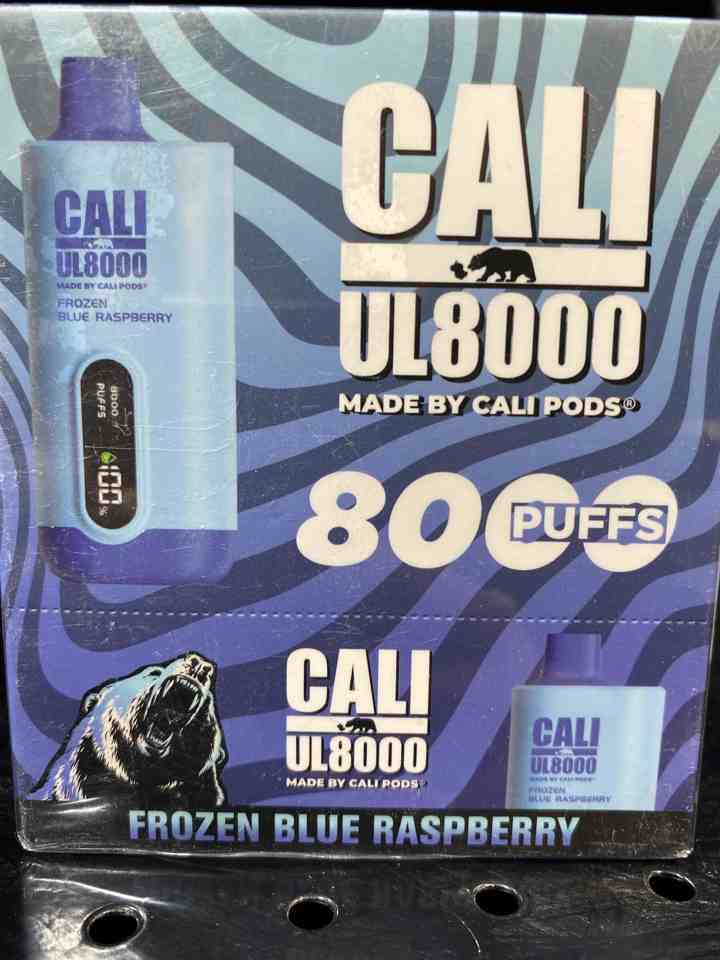 CALI
UL8000
MADE BY CALI PODS®
FROZEN
BLUE RASPBERRY
8000
PUFFS
100%
CALI
UL8000
MADE BY CALI PODS®
8000
PUFFS
CALI
UL8000
MADE BY CALI PODS®
CALI
UL8000
MADE BY CALI PODS®
FROZEN
BLUE RASPBERRY
FROZEN BLUE RASPBERRY